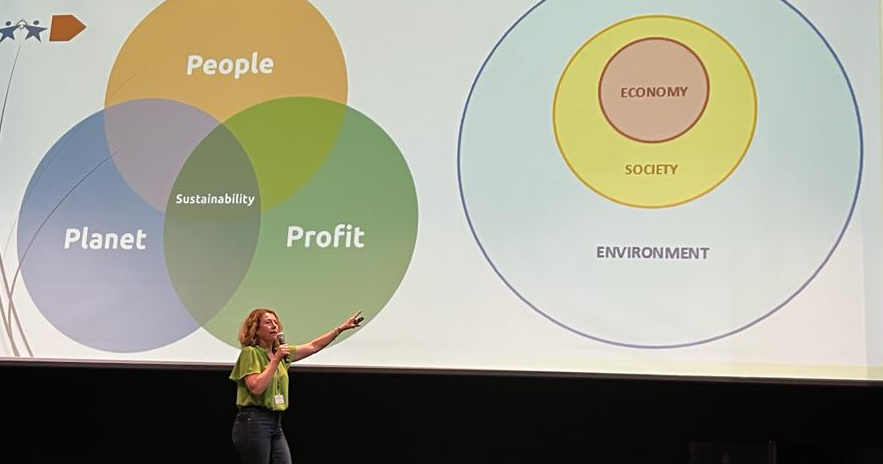 People
Sustainability
Planet
Profit
ECONOMY
SOCIETY
ENVIRONMENT